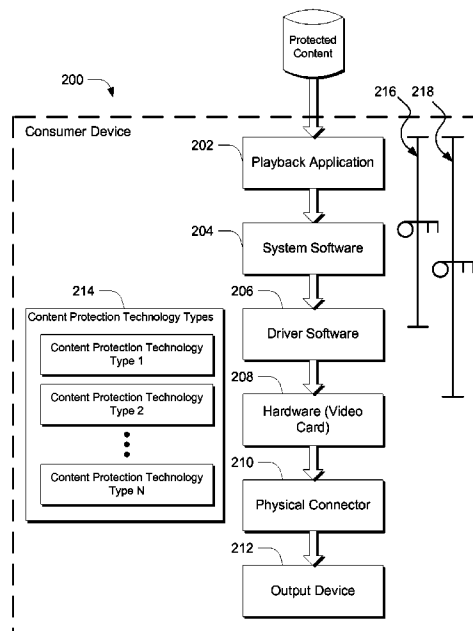 Protected
Content
200
216
218
Consumer Device
202
Playback Application
204
System Software
214
206
Content Protection Technology Types
Driver Software
Content Protection Technology
Type 1
208
Content Protection Technology
Type 2
Hardware (Video
Card)
210
Content Protection Technology
Type N
Physical Connector
212
Output Device